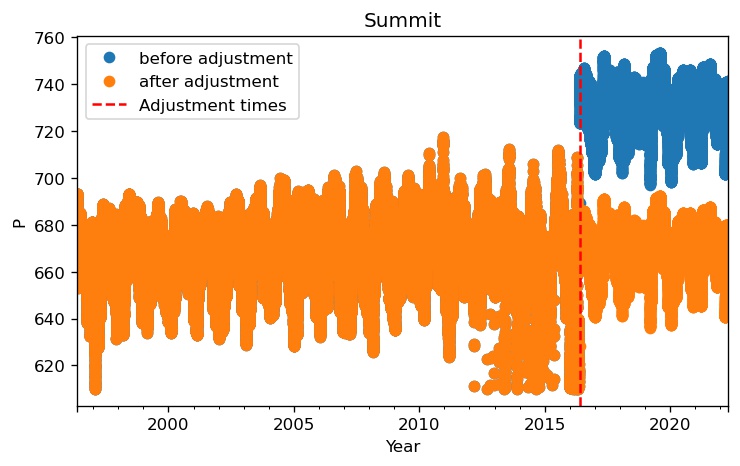 Summit
before adjustment
after adjustment
Adjustment times
P
760
740
720
700
680
660
640
620
2000
2005
2010
2015
2020
Year